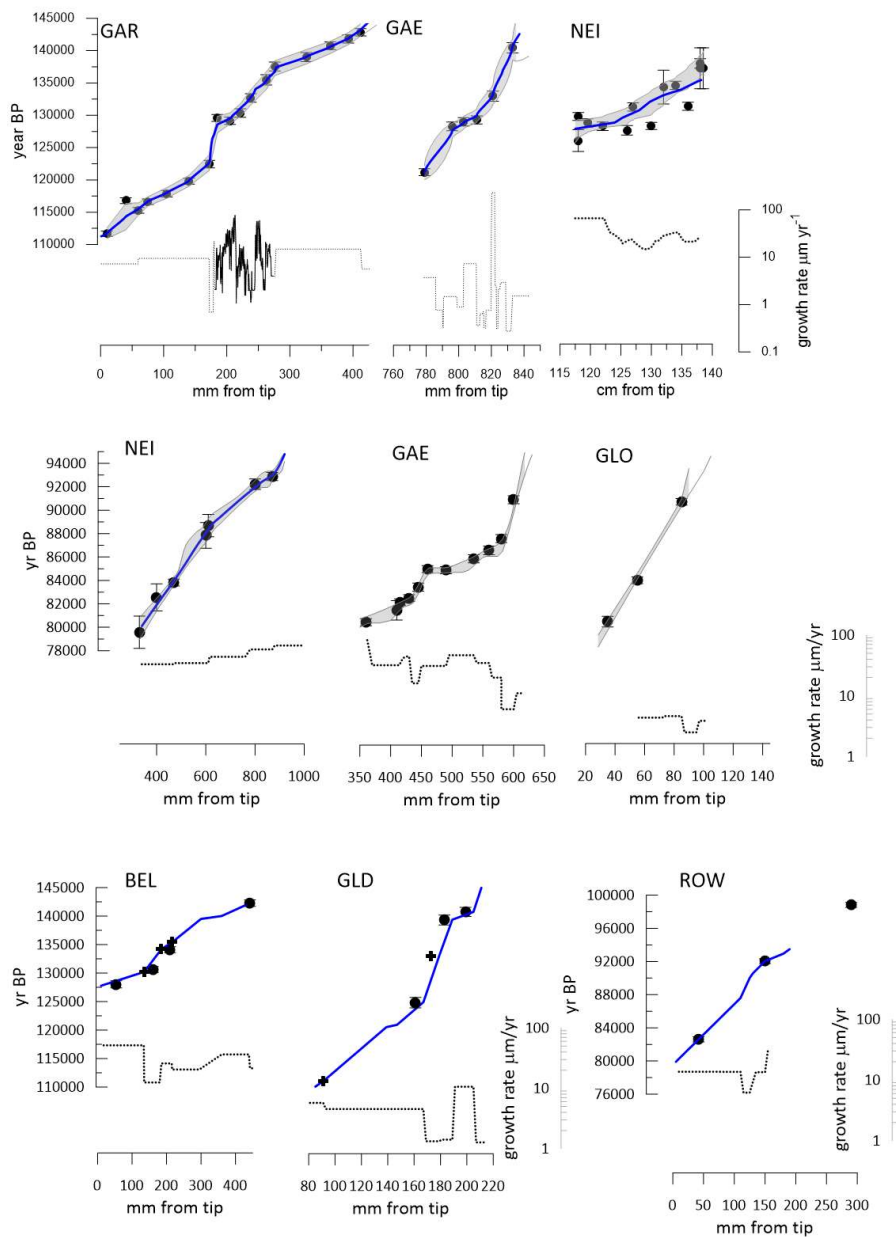 GAR
GAE
NEI
year BP
145000
140000
135000
130000
125000
120000
115000
110000
growth rate μm yr-1
100
10
1
0.1
0 100 200 300 400
mm from tip
760 780 800 820 840
mm from tip
115 120 125 130 135 140
cm from tip
NEI
GAE
GLO
yr BP
94000
92000
90000
88000
86000
84000
82000
80000
78000
growth rate μm/yr
100
10
1
400 600 800 1000
mm from tip
350 400 450 500 550 600 650
mm from tip
20 40 60 80 100 120 140
mm from tip
BEL
GLD
ROW
yr BP
145000
140000
135000
130000
125000
120000
115000
110000
growth rate μm/yr
100
10
1
yr BP
100000
96000
92000
88000
84000
80000
76000
growth rate μm/yr
100
10
1
0 100 200 300 400
mm from tip
80 100 120 140 160 180 200 220
mm from tip
0 50 100 150 200 250 300
mm from tip